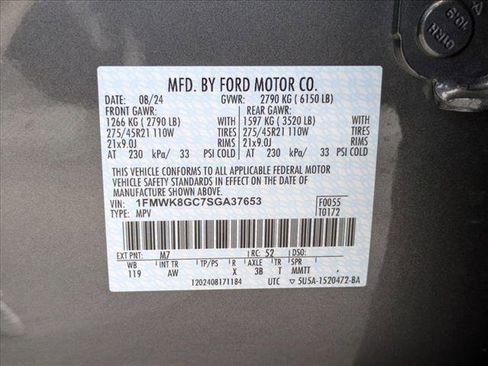 MFD. BY FORD MOTOR CO.
DATE: 08/24 GVWR: 2790 KG ( 6150 LB)
FRONT GAWR: REAR GAWR:
1266 KG ( 2790 LB) WITH 1597 KG ( 3520 LB) WITH
275/45R21 110W TIRES 275/45R21 110W TIRES
21x9.0J RIMS 21x9.0J RIMS
AT 230 kPa/ 33 PSI COLD AT 230 kPa/ 33 PSI COLD
THIS VEHICLE CONFORMS TO ALL APPLICABLE FEDERAL MOTOR VEHICLE
SAFETY STANDARDS IN EFFECT ON THE DATE OF MANUFACTURE SHOWN ABOVE.
VIN: 1FMWK8GC7SGA37653 F0055
TYPE: MPV T0172
EXT PNT: M7 RC: 52 DSO:
WB INT TR TP/PS R AXLE TR SPR
119 AW X 3B T MMTT
1202408171184 UTC 5U5A-1520472-BA